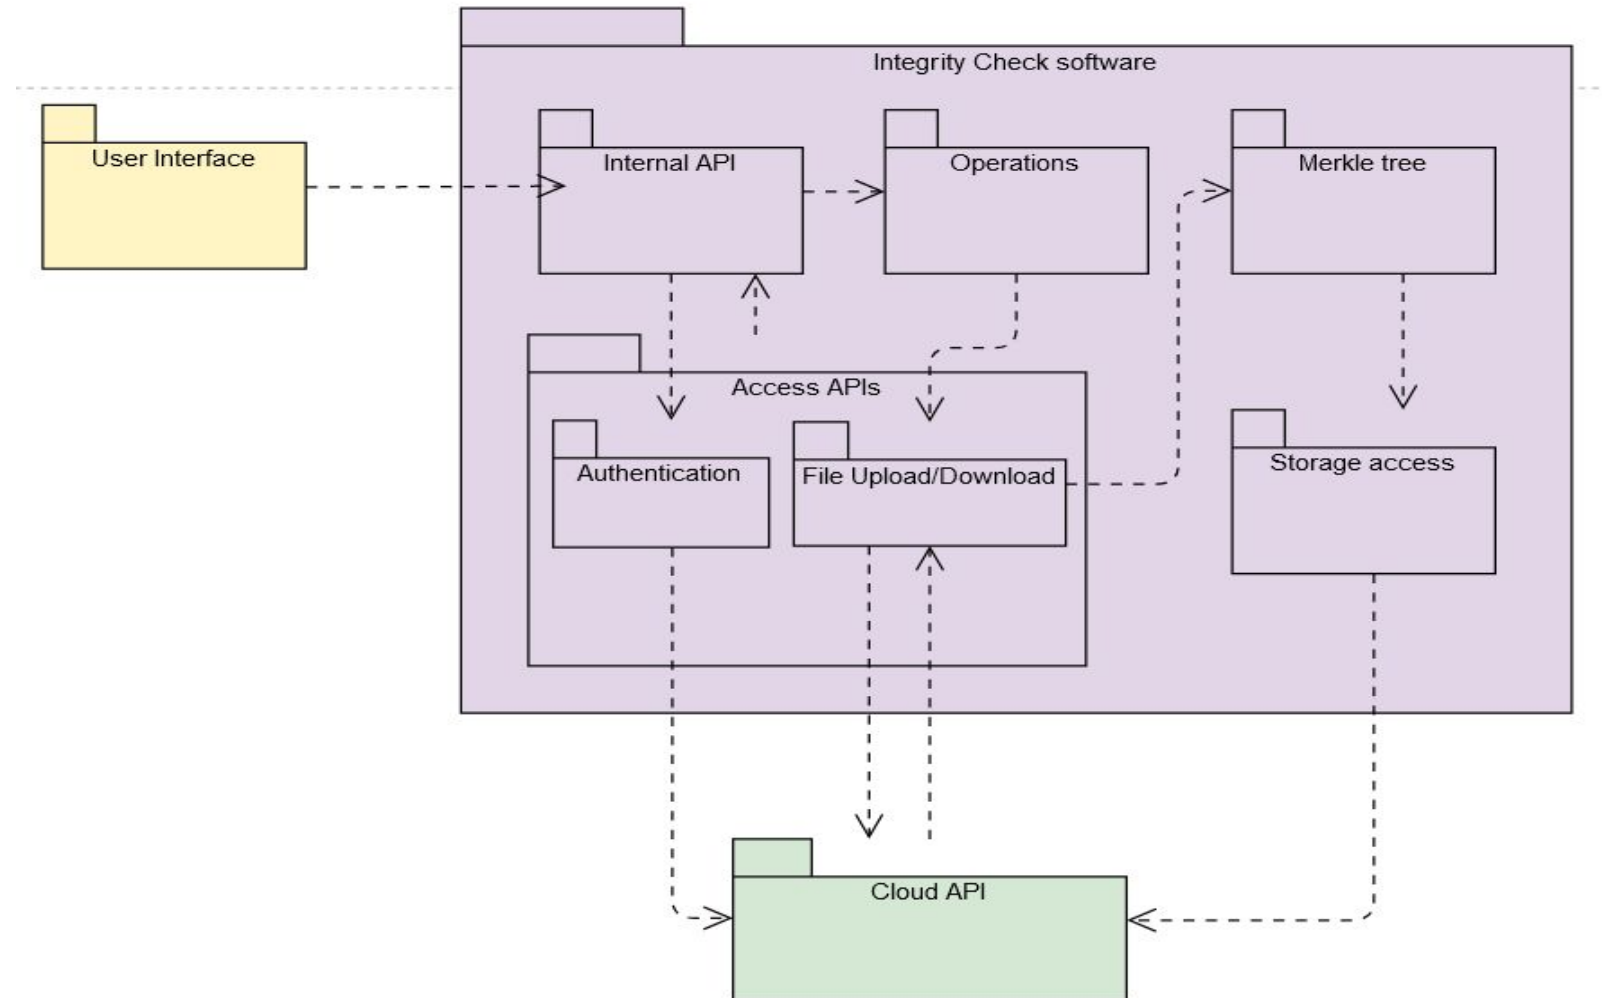 Integrity Check software
User Interface
Internal API
Operations
Merkle tree
Access APIs
Authentication
File Upload/Download
Storage access
Cloud API